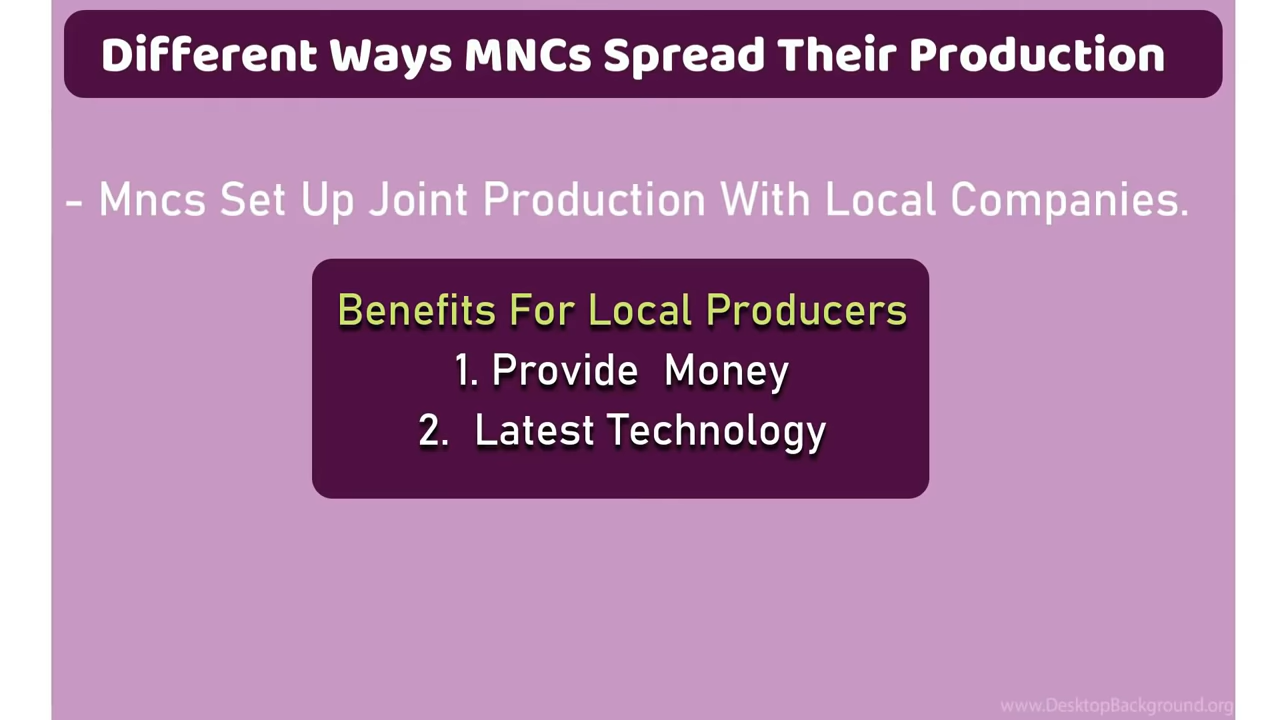 Different Ways MNCs Spread Their Production
- Mncs Set Up Joint Production With Local Companies.
Benefits For Local Producers
1. Provide Money
2. Latest Technology
www.DesktopBackground.org